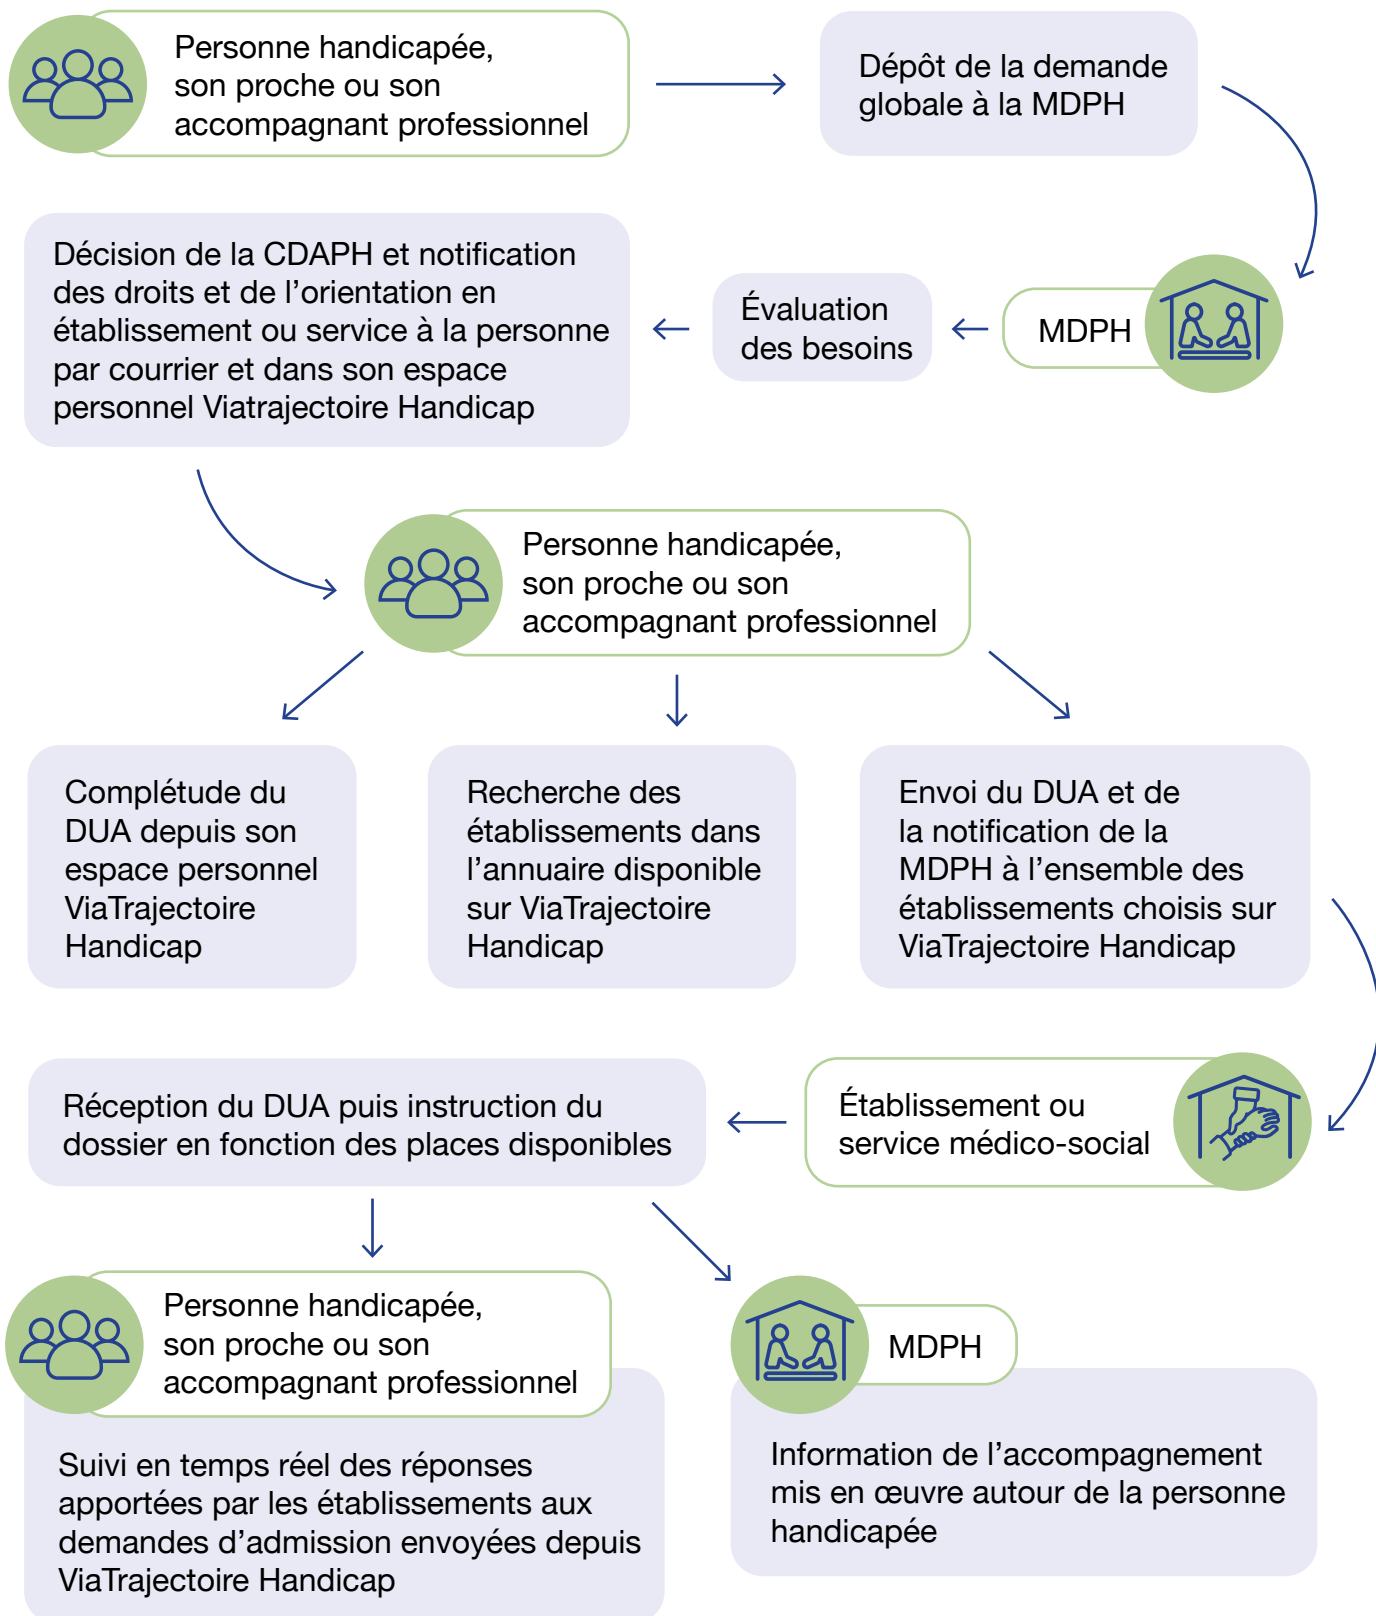 Personne handicapée,
son proche ou son
accompagnant professionnel
Dépôt de la demande
globale à la MDPH
Décision de la CDAPH et notification
des droits et de l’orientation en
établissement ou service à la personne
par courrier et dans son espace
personnel Viatrajectoire Handicap
Évaluation
des besoins
MDPH
Personne handicapée,
son proche ou son
accompagnant professionnel
Complétude du
DUA depuis son
espace personnel
ViaTrajectoire
Handicap
Recherche des
établissements dans
l’annuaire disponible
sur ViaTrajectoire
Handicap
Envoi du DUA et de
la notification de la
MDPH à l’ensemble des
établissements choisis sur
ViaTrajectoire Handicap
Réception du DUA puis instruction du
dossier en fonction des places disponibles
Établissement ou
service médico-social
Personne handicapée,
son proche ou son
accompagnant professionnel
Suivi en temps réel des réponses
apportées par les établissements aux
demandes d’admission envoyées depuis
ViaTrajectoire Handicap
MDPH
Information de l’accompagnement
mis en œuvre autour de la personne
handicapée